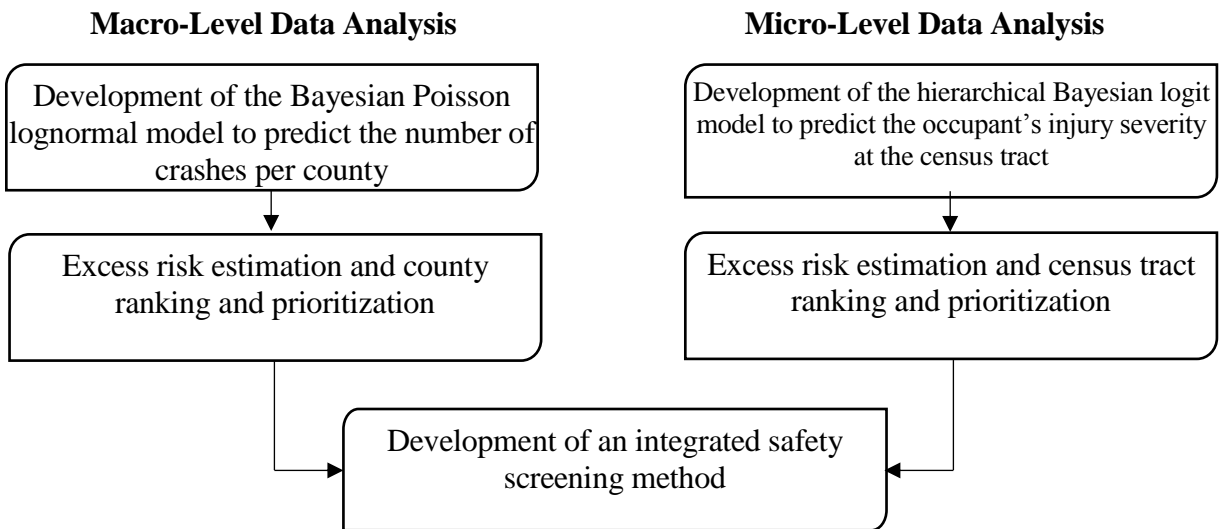 Macro-Level Data Analysis
Micro-Level Data Analysis
Development of the Bayesian Poisson
lognormal model to predict the number of
crashes per county
Development of the hierarchical Bayesian logit
model to predict the occupant’s injury severity
at the census tract
Excess risk estimation and county
ranking and prioritization
Excess risk estimation and census tract
ranking and prioritization
Development of an integrated safety
screening method